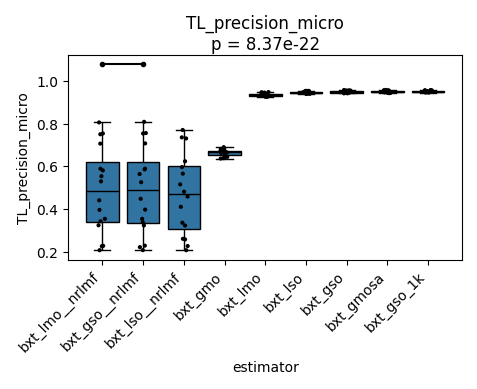 TL_precision_micro
p = 8.37e-22
TL_precision_micro
1.0
0.8
0.6
0.4
0.2
bxt_lmo__nrlmf
bxt_gso__nrlmf
bxt_lso__nrlmf
bxt_gmo
bxt_lmo
bxt_lso
bxt_gso
bxt_gmosa
bxt_gso_1k
estimator